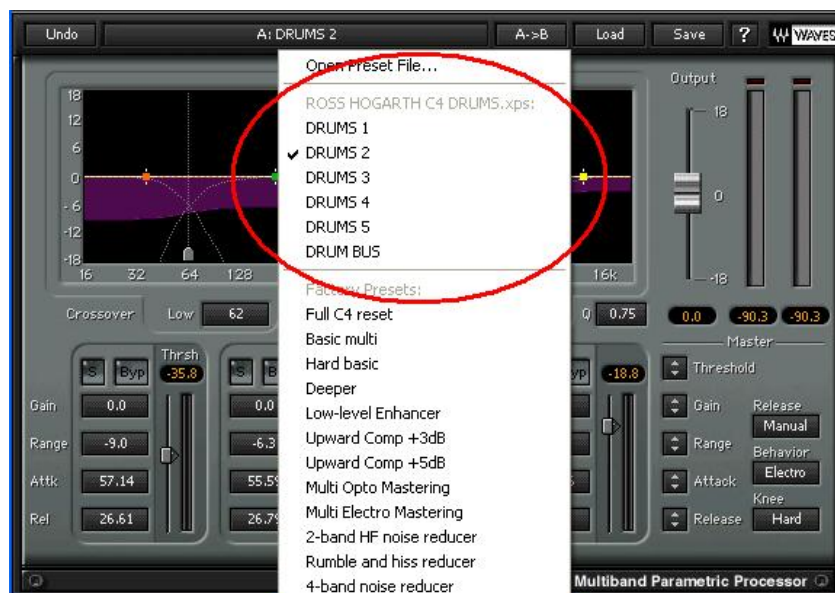 Undo
A: DRUMS 2
A->B
Load
Save
?
WAVES
Open Preset File...
ROSS HOGARTH C4 DRUMS.xps:
DRUMS 1
DRUMS 2
DRUMS 3
DRUMS 4
DRUMS 5
DRUM BUS
Factory Presets:
Full C4 reset
Basic multi
Hard basic
Deeper
Low-level Enhancer
Upward Comp +3dB
Upward Comp +5dB
Multi Opto Mastering
Multi Electro Mastering
2-band HF noise reducer
Rumble and hiss reducer
4-band noise reducer
18
12
6
0
-6
-12
-18
16 32 64 128
16k
Crossover Low 62
Q 0.75
Output
18
0
-18
0.0 -90.3 -90.3
Master
Threshold
Gain
Range
Attack
Release
Release
Manual
Behavior
Electro
Knee
Hard
Thrsh
S Byp -35.8
S
-18.8
Gain 0.0 0.0
Range -9.0 -6.3
Attk 57.14
Rel 26.61
Multiband Parametric Processor